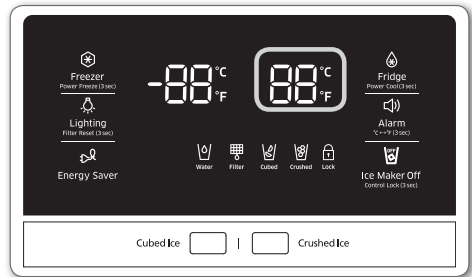 Freezer
Power Freeze (3 sec)
Lighting
Filter Reset (3 sec)
Energy Saver
-88 °C
°F
88 °C
°F
Water
Filter
Cubed
Crushed
Lock
Fridge
Power Cool (3 sec)
Alarm
°C ↔ °F (3 sec)
OFF
Ice Maker Off
Control Lock (3 sec)
Cubed Ice | Crushed Ice